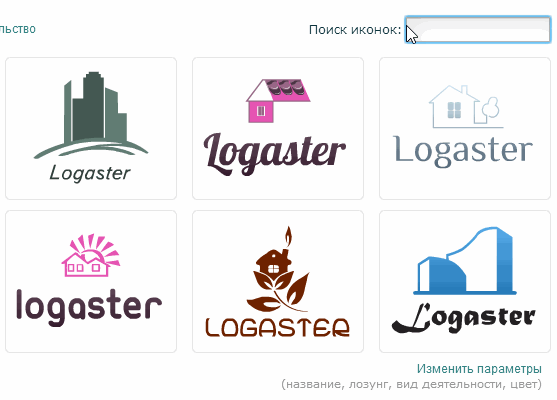 льство
Поиск иконок:
Logaster
Logaster
Logaster
logaster
LOGASTER
Logaster
Изменить параметры
(название, лозунг, вид деятельности, цвет)